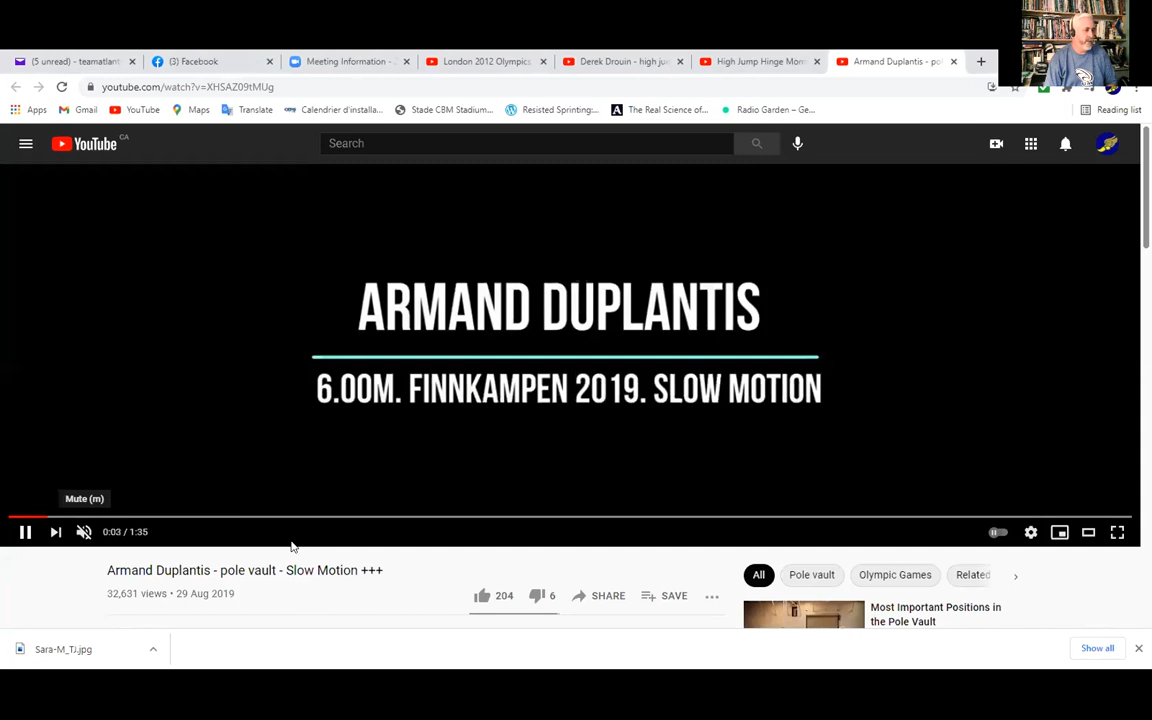 (5 unread) - teamatlant
(3) Facebook
Meeting Information -
London 2012 Olympics
Derek Drouin - high jum
High Jump Hinge Mom
Armand Duplantis - pol
youtube.com/watch?v=XHSAZ09tMUg
Apps
Gmail
YouTube
Maps
Translate
Calendrier d'installa...
Stade CBM Stadium...
Resisted Sprinting:...
The Real Science of...
Radio Garden – Ge...
Reading list
YouTube CA
Search
ARMAND DUPLANTIS
6.00M. FINNKAMPEN 2019. SLOW MOTION
Mute (m)
0:03 / 1:35
Armand Duplantis - pole vault - Slow Motion +++
32,631 views • 29 Aug 2019
204
6
SHARE
SAVE
All
Pole vault
Olympic Games
Related
Most Important Positions in
the Pole Vault
Sara-M_TJ.jpg
Show all